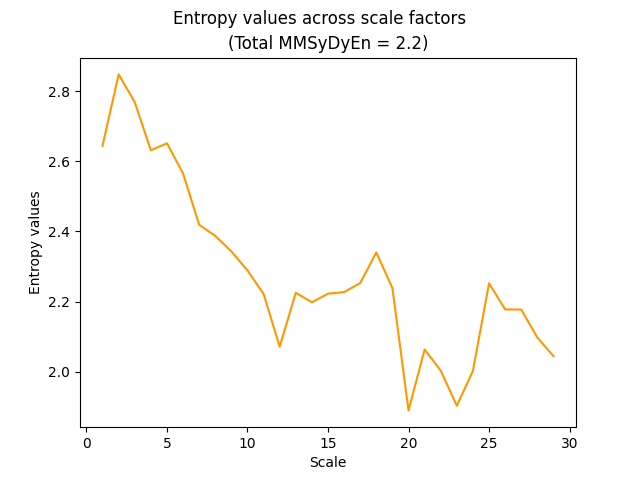 Entropy values across scale factors
(Total MMSyDyEn = 2.2)
2.8
2.6
2.4
2.2
2.0
Entropy values
0 5 10 15 20 25 30
Scale